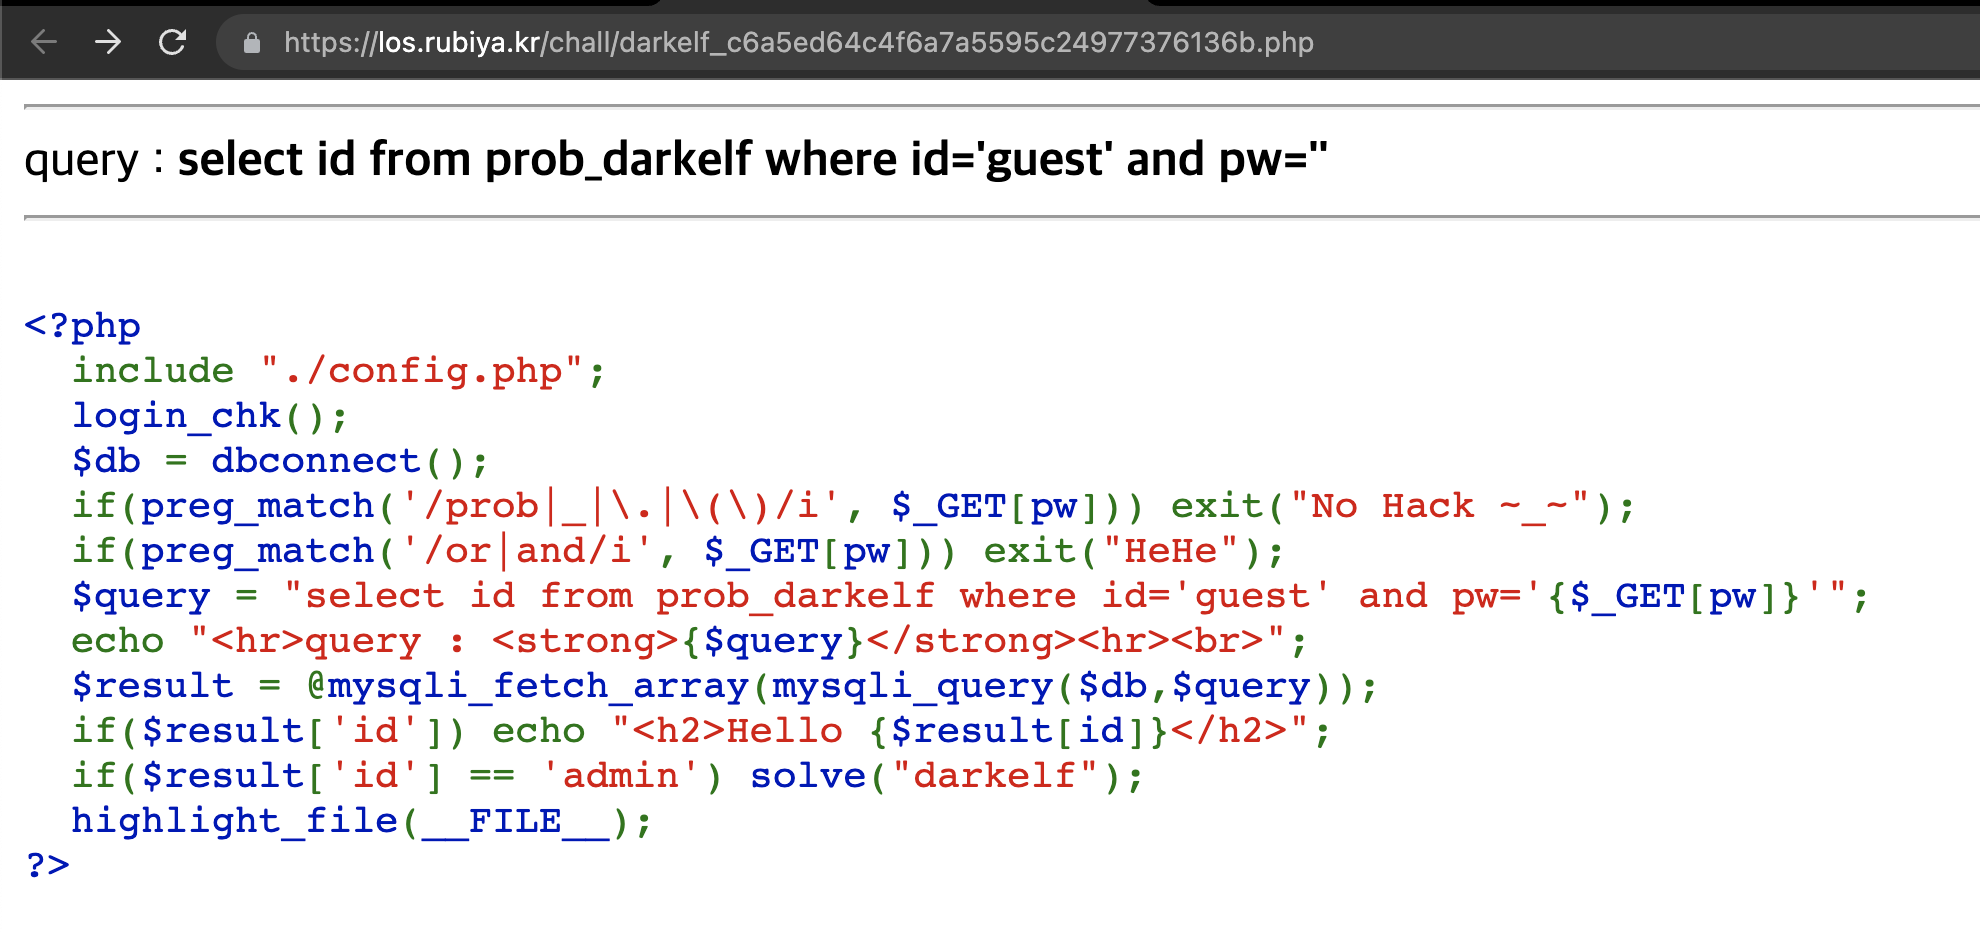 https://los.rubiya.kr/chall/darkelf_c6a5ed64c4f6a7a5595c24977376136b.php
query : select id from prob_darkelf where id='guest' and pw=''
<?php
  include "./config.php";
  login_chk();
  $db = dbconnect();
  if(preg_match('/prob|_|\.|\(\)/i', $_GET[pw])) exit("No Hack ~_~");
  if(preg_match('/or|and/i', $_GET[pw])) exit("HeHe");
  $query = "select id from prob_darkelf where id='guest' and pw='{$_GET[pw]}'";
  echo "<hr>query : <strong>{$query}</strong><hr><br>";
  $result = @mysqli_fetch_array(mysqli_query($db,$query));
  if($result['id']) echo "<h2>Hello {$result[id]}</h2>";
  if($result['id'] == 'admin') solve("darkelf");
  highlight_file(__FILE__);
?>